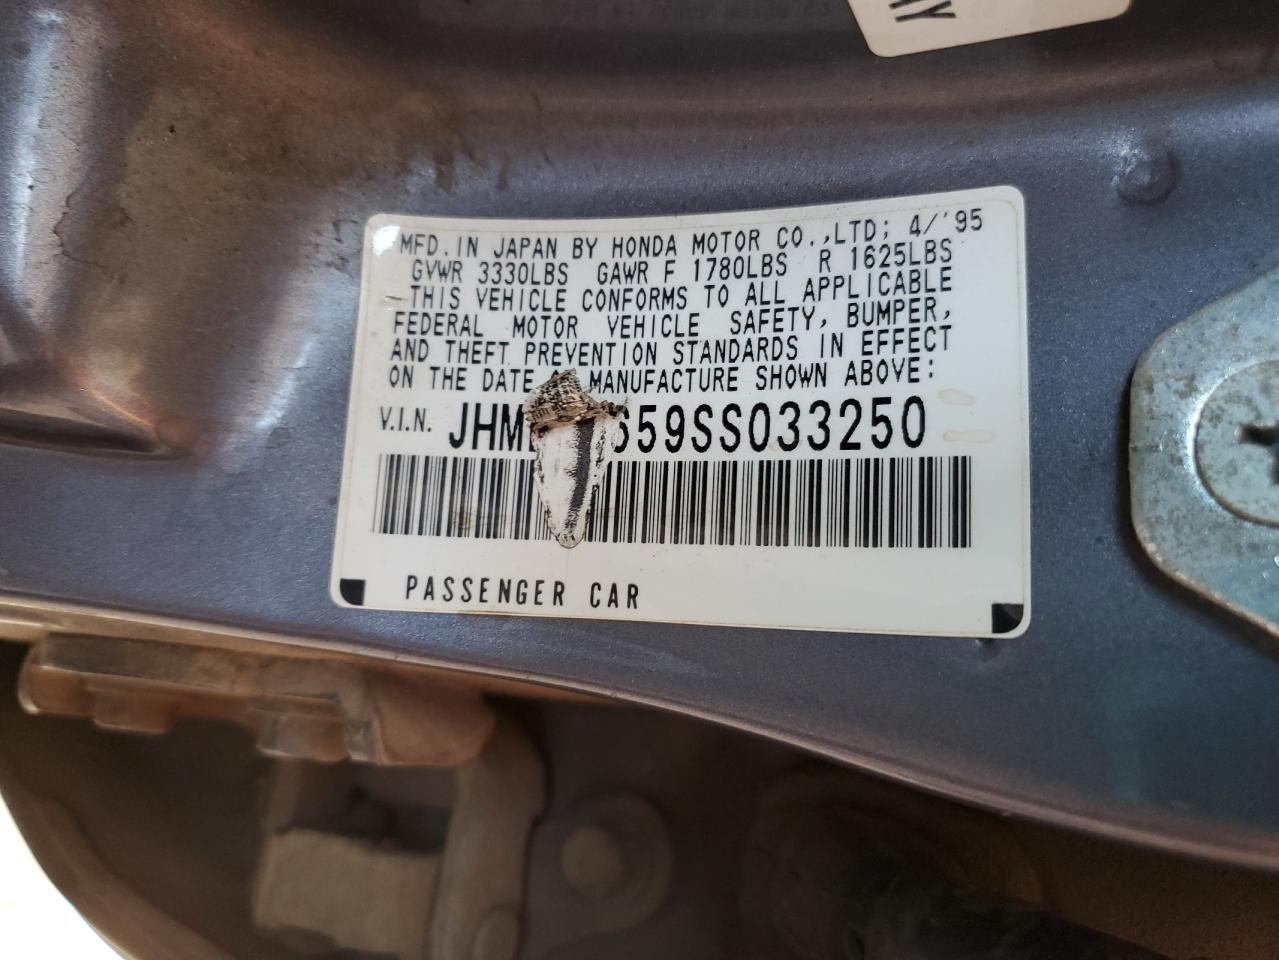 HY
MFD. IN JAPAN BY HONDA MOTOR CO.,LTD; 4/'95
GVWR 3330LBS GAWR F 1780LBS R 1625LBS
THIS VEHICLE CONFORMS TO ALL APPLICABLE
FEDERAL MOTOR VEHICLE SAFETY, BUMPER,
AND THEFT PREVENTION STANDARDS IN EFFECT
ON THE DATE MANUFACTURE SHOWN ABOVE:
V.I.N.
PASSENGER CAR